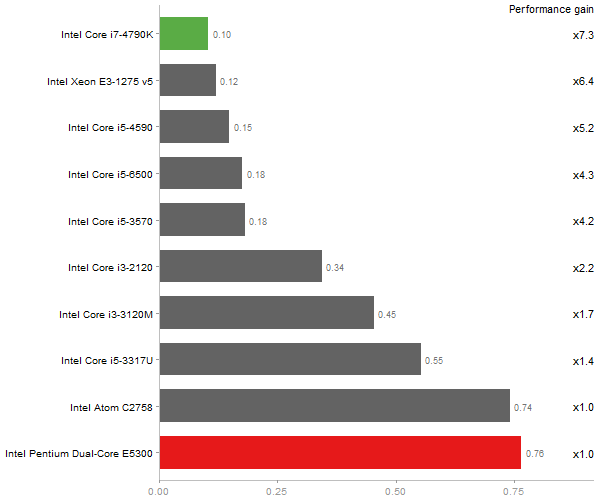 Performance gain
Intel Core i7-4790K 0.10 x7.3
Intel Xeon E3-1275 v5 0.12 x6.4
Intel Core i5-4590 0.15 x5.2
Intel Core i5-6500 0.18 x4.3
Intel Core i5-3570 0.18 x4.2
Intel Core i3-2120 0.34 x2.2
Intel Core i3-3120M 0.45 x1.7
Intel Core i5-3317U 0.55 x1.4
Intel Atom C2758 0.74 x1.0
Intel Pentium Dual-Core E5300 0.76 x1.0
0.00 0.25 0.50 0.75